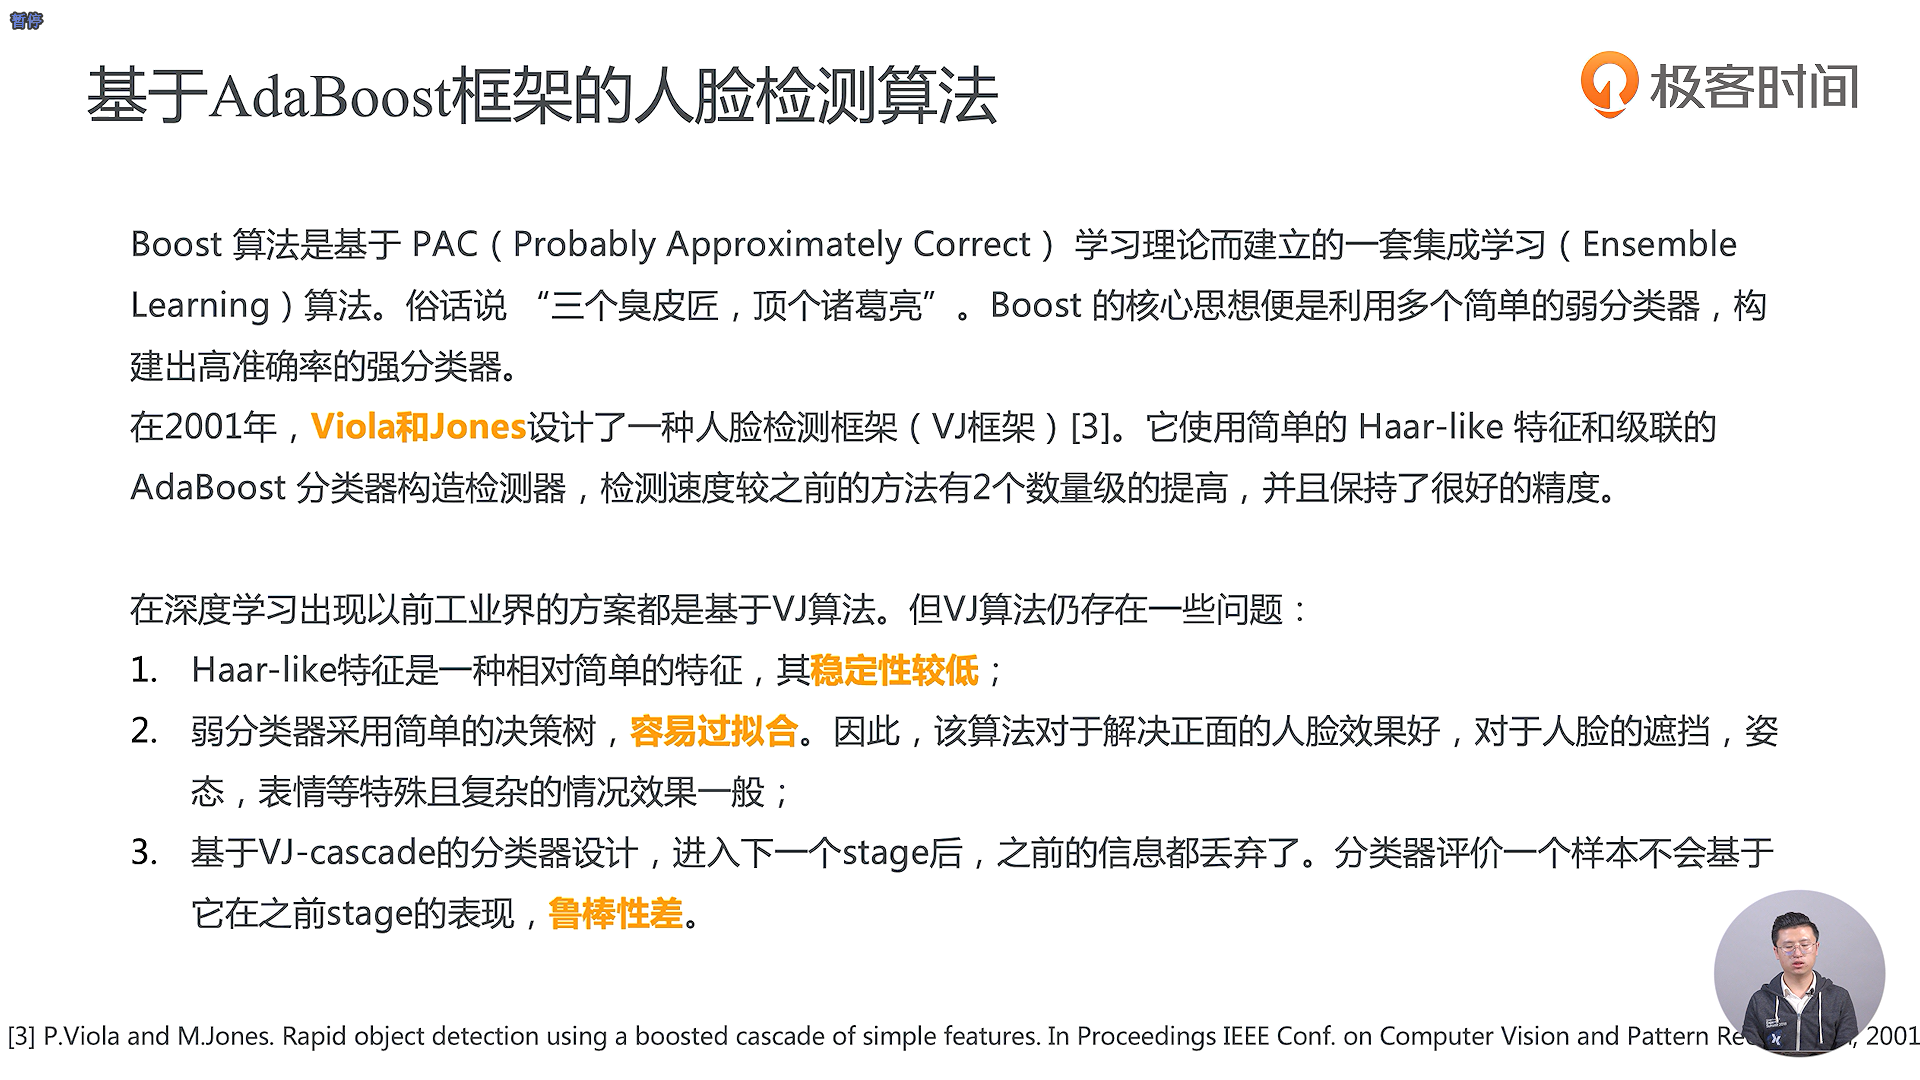 暂停
基于AdaBoost框架的人脸检测算法
极客时间
Boost 算法是基于 PAC（Probably Approximately Correct） 学习理论而建立的一套集成学习（Ensemble
Learning）算法。俗话说 “三个臭皮匠，顶个诸葛亮”。Boost 的核心思想便是利用多个简单的弱分类器，构
建出高准确率的强分类器。
在2001年，Viola和Jones设计了一种人脸检测框架（VJ框架）[3]。它使用简单的 Haar-like 特征和级联的
AdaBoost 分类器构造检测器，检测速度较之前的方法有2个数量级的提高，并且保持了很好的精度。
在深度学习出现以前工业界的方案都是基于VJ算法。但VJ算法仍存在一些问题：
1. Haar-like特征是一种相对简单的特征，其稳定性较低；
2. 弱分类器采用简单的决策树，容易过拟合。因此，该算法对于解决正面的人脸效果好，对于人脸的遮挡，姿
态，表情等特殊且复杂的情况效果一般；
3. 基于VJ-cascade的分类器设计，进入下一个stage后，之前的信息都丢弃了。分类器评价一个样本不会基于
它在之前stage的表现，鲁棒性差。
[3] P.Viola and M.Jones. Rapid object detection using a boosted cascade of simple features. In Proceedings IEEE Conf. on Computer Vision and Pattern , 2001